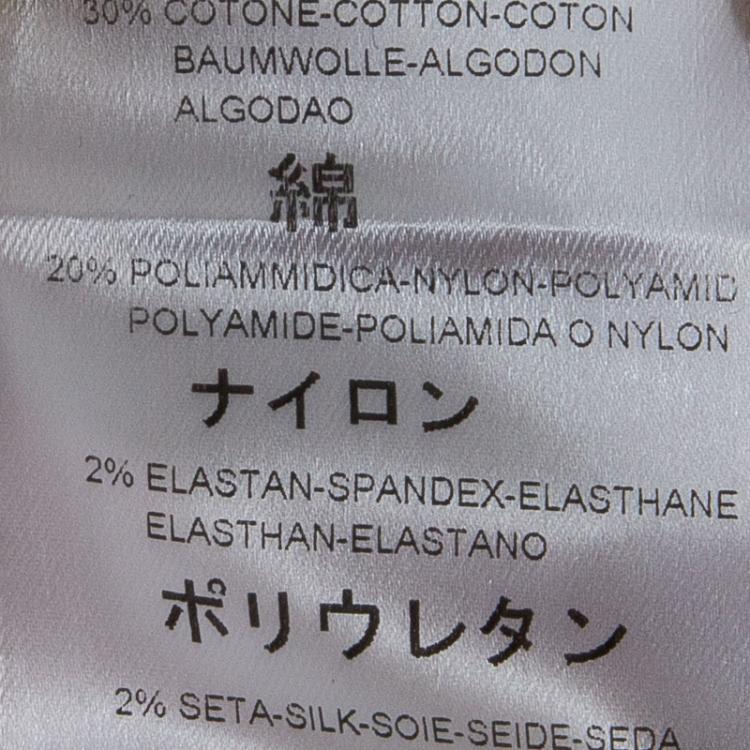 30% COTONE-COTTON-COTON
BAUMWOLLE-ALGODON
ALGODAO
綿
20% POLIAMMIDICA-NYLON-POLYAMID
POLYAMIDE-POLIAMIDA O NYLON
ナイロン
2% ELASTAN-SPANDEX-ELASTHANE
ELASTHAN-ELASTANO
ポリウレタン
2% SETA-SILK-SOIE-SEIDE-SEDA